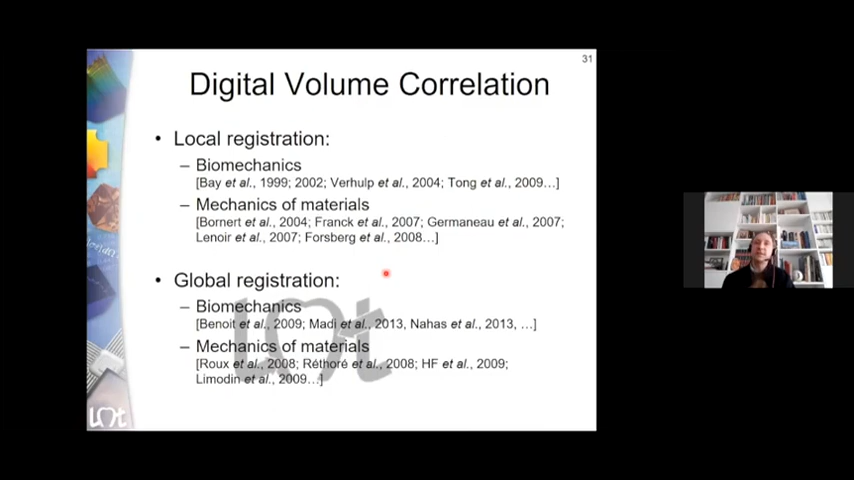 31
Digital Volume Correlation
• Local registration:
– Biomechanics
[Bay et al., 1999; 2002; Verhulp et al., 2004; Tong et al., 2009…]
– Mechanics of materials
[Bornert et al., 2004; Franck et al., 2007; Germaneau et al., 2007;
Lenoir et al., 2007; Forsberg et al., 2008…]
• Global registration:
– Biomechanics
[Benoit et al., 2009; Madi et al., 2013, Nahas et al., 2013, …]
– Mechanics of materials
[Roux et al., 2008; Réthoré et al., 2008; HF et al., 2009;
Limodin et al., 2009…]